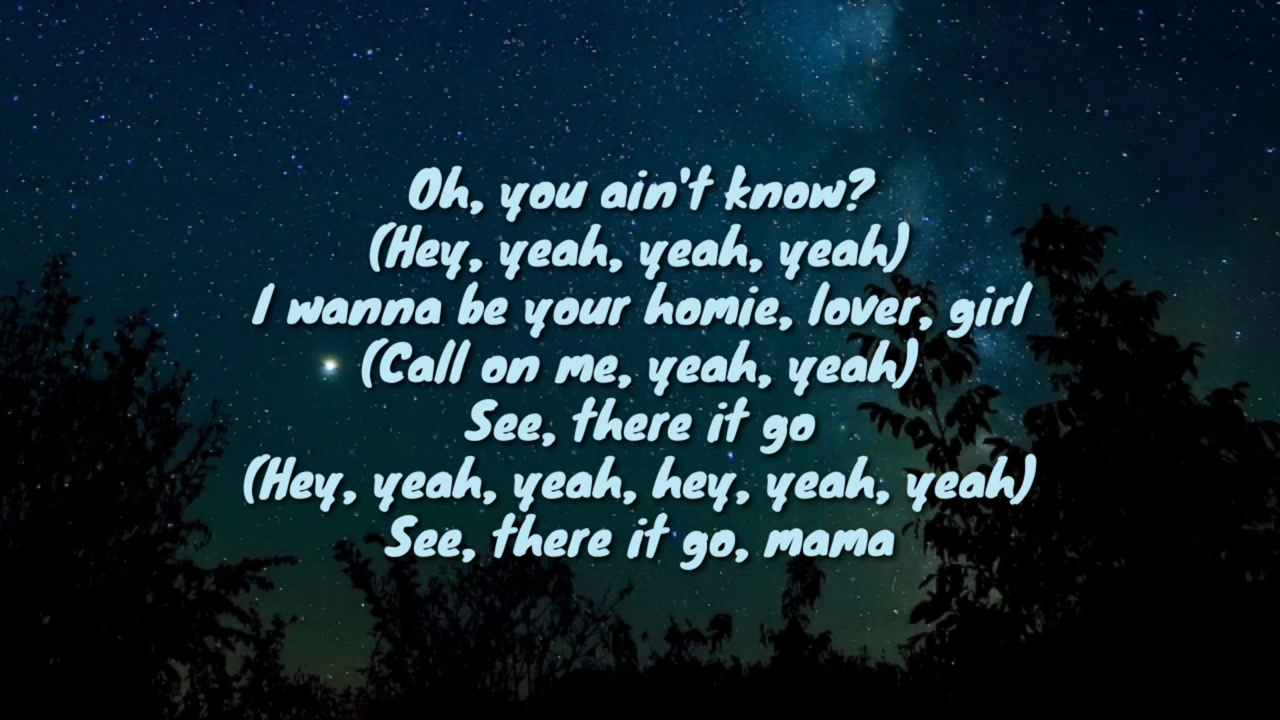 Oh, you ain't know?
(Hey, yeah, yeah, yeah)
I wanna be your homie, lover, girl
(Call on me, yeah, yeah)
See, there it go
(Hey, yeah, yeah, hey, yeah, yeah)
See, there it go, mama